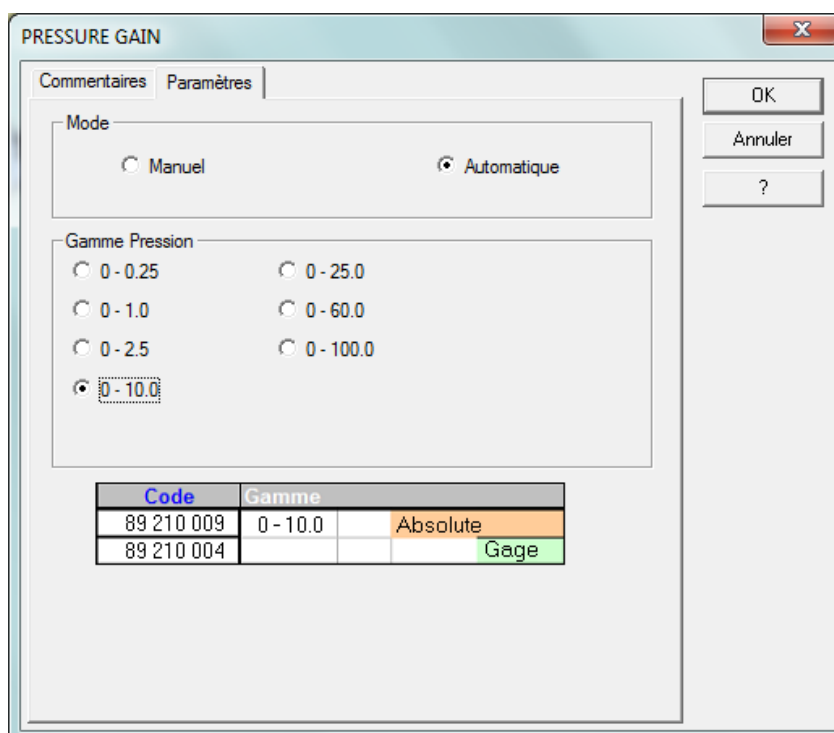 PRESSURE GAIN
Commentaires Paramètres
OK
Annuler
?
Mode
Manuel Automatique
Gamme Pression
0 - 0.25 0 - 25.0
0 - 1.0 0 - 60.0
0 - 2.5 0 - 100.0
0 - 10.0
Code Gamme
89 210 009 0 - 10.0 Absolute
89 210 004 Gage